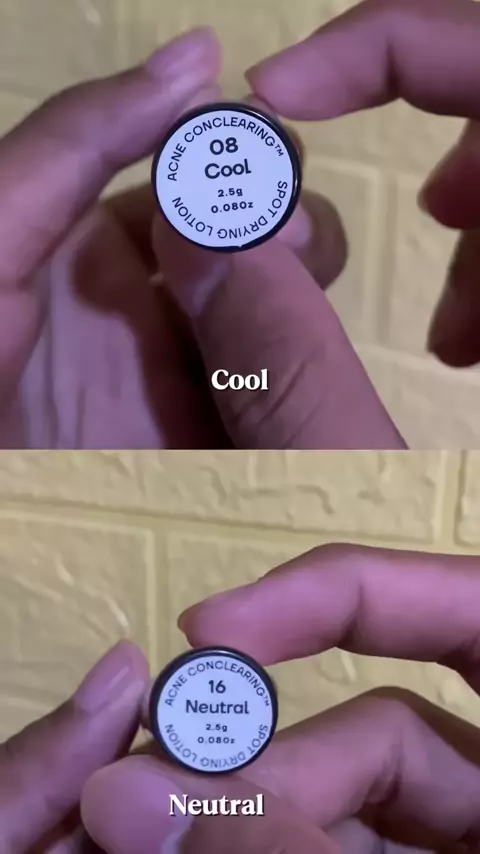 ACNE CONCLEARING™
08
Cool
2.5g
0.08oz
SPOT DRYING LOTION
Cool
ACNE CONCLEARING™
16
Neutral
2.5g
0.08oz
SPOT DRYING LOTION
Neutral